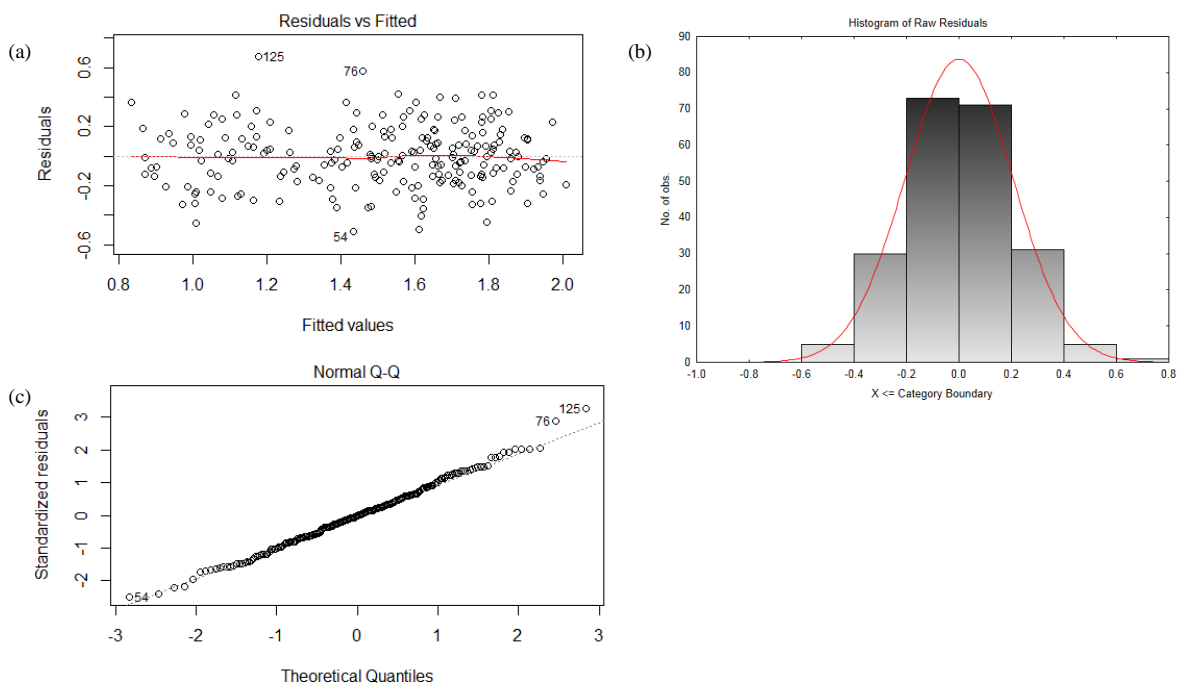 (a)
Residuals vs Fitted
Residuals
0.6
0.2
-0.2
-0.6
125
76
54
0.8 1.0 1.2 1.4 1.6 1.8 2.0
Fitted values
(b)
Histogram of Raw Residuals
No. of obs.
90
80
70
60
50
40
30
20
10
0
-1.0 -0.8 -0.6 -0.4 -0.2 0.0 0.2 0.4 0.6 0.8
X <= Category Boundary
(c)
Normal Q-Q
Standardized residuals
3
2
1
0
-1
-2
125
76
54
-3 -2 -1 0 1 2 3
Theoretical Quantiles